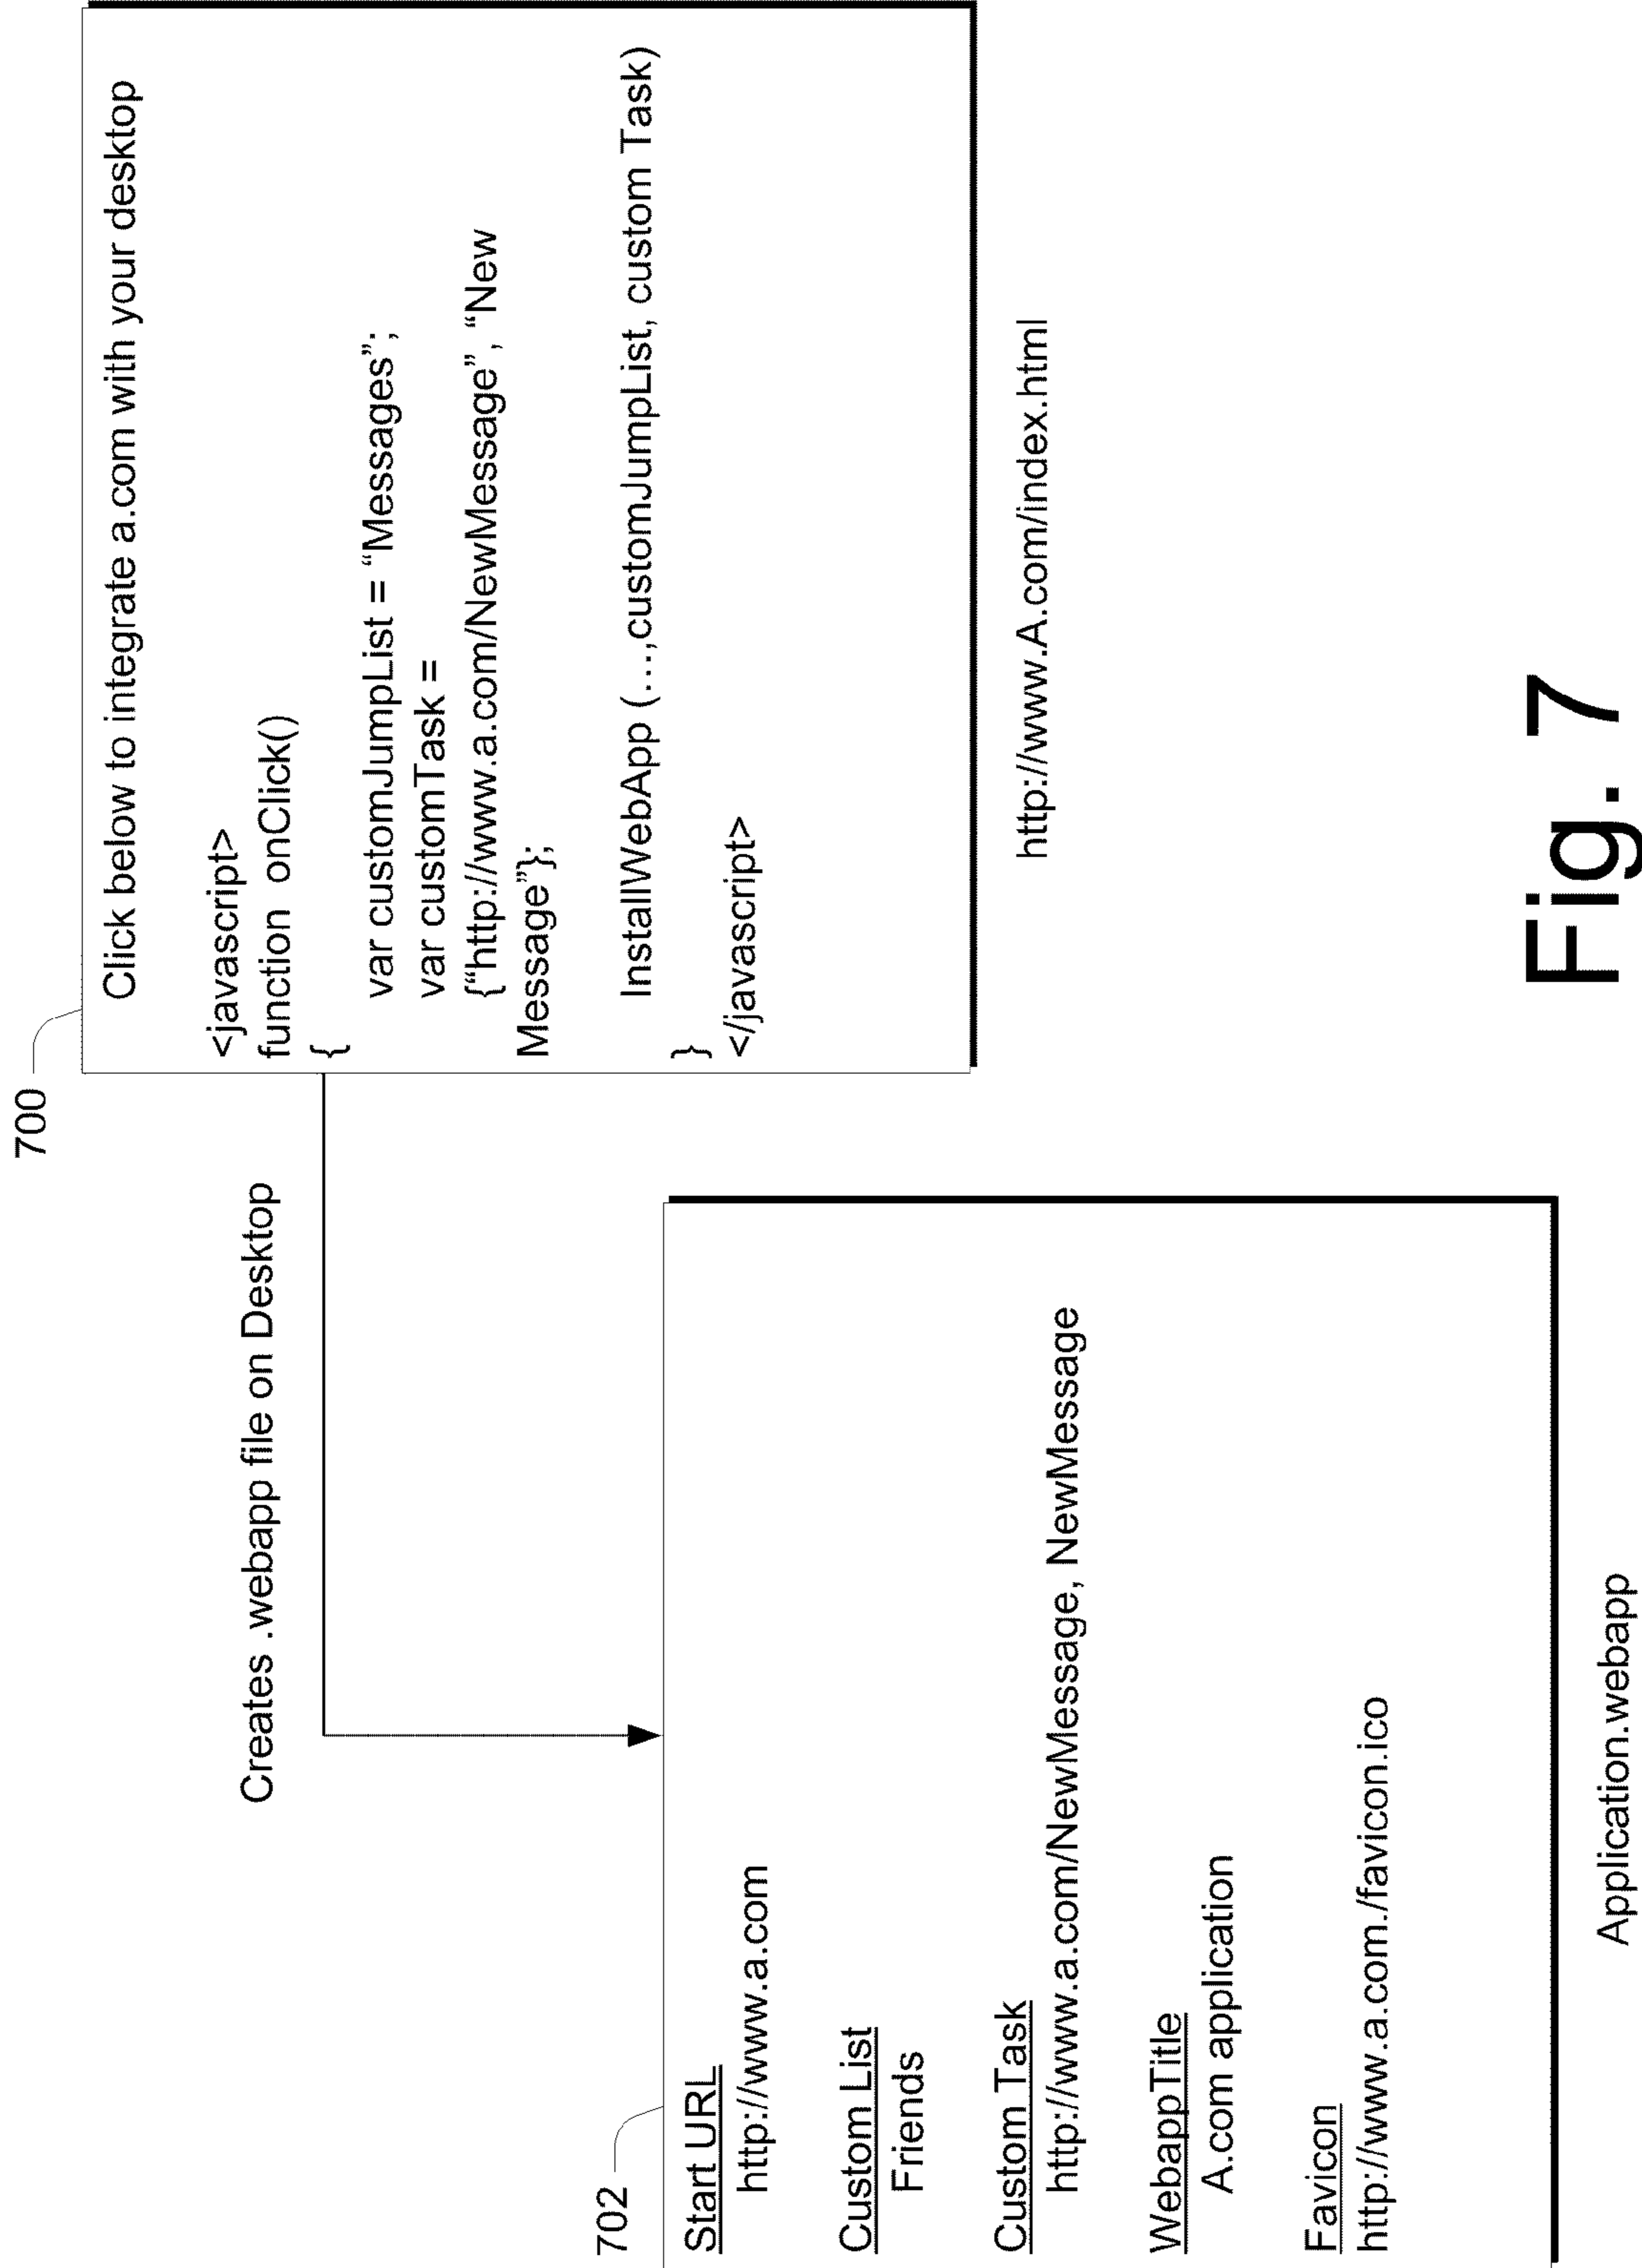 700
Click below to integrate a.com with your desktop
<javascript>
function onClick()
{
var customJumpList = “Messages”;
var customTask =
{“http://www.a.com/NewMessage”, “New
Message”};
InstallWebApp (...,customJumpList, custom Task)
}
</javascript>
http://www.A.com/index.html
Creates .webapp file on Desktop
702
Start URL
http://www.a.com
Custom List
Friends
Custom Task
http://www.a.com/NewMessage, NewMessage
WebappTitle
A.com application
Favicon
http://www.a.com./favicon.ico
Application.webapp
Fig. 7